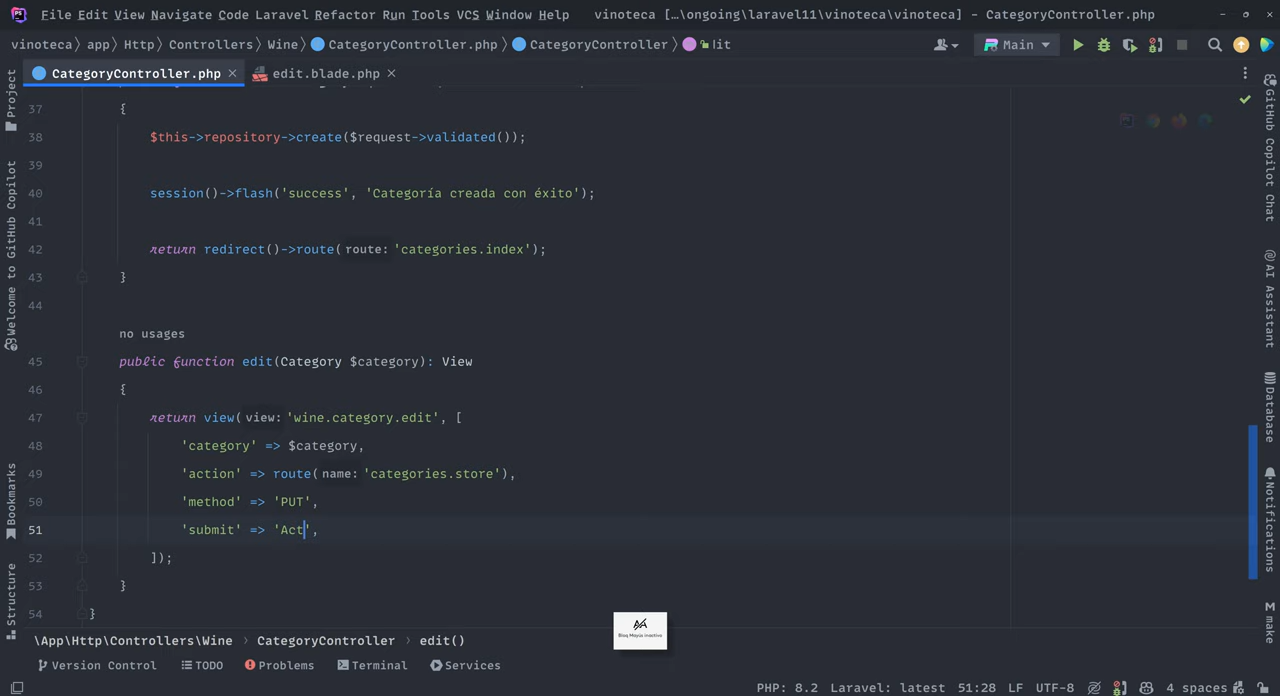 File Edit View Navigate Code Laravel Refactor Run Tools VCS Window Help vinoteca […\ongoing\laravel11\vinoteca\vinoteca] - CategoryController.php
vinoteca app Http Controllers Wine CategoryController.php CategoryController Main
CategoryController.php edit.blade.php
Project
Welcome to GitHub Copilot
Bookmarks
Structure
37 {
38 $this->repository->create($request->validated());
39
40 session()->flash('success', 'Categoría creada con éxito');
41
42 return redirect()->route( route: 'categories.index');
43 }
44
no usages
45 public function edit(Category $category): View
46 {
47 return view( view: 'wine.category.edit', [
48 'category' => $category,
49 'action' => route( name: 'categories.store'),
50 'method' => 'PUT',
51 'submit' => 'Act',
52 ]);
53 }
54 }
GitHub Copilot Chat
AI Assistant
Database
Notifications
make
Bloq Mayús inactivo
\App\Http\Controllers\Wine CategoryController edit()
Version Control TODO Problems Terminal Services
PHP: 8.2 Laravel: latest 51:28 LF UTF-8 4 spaces